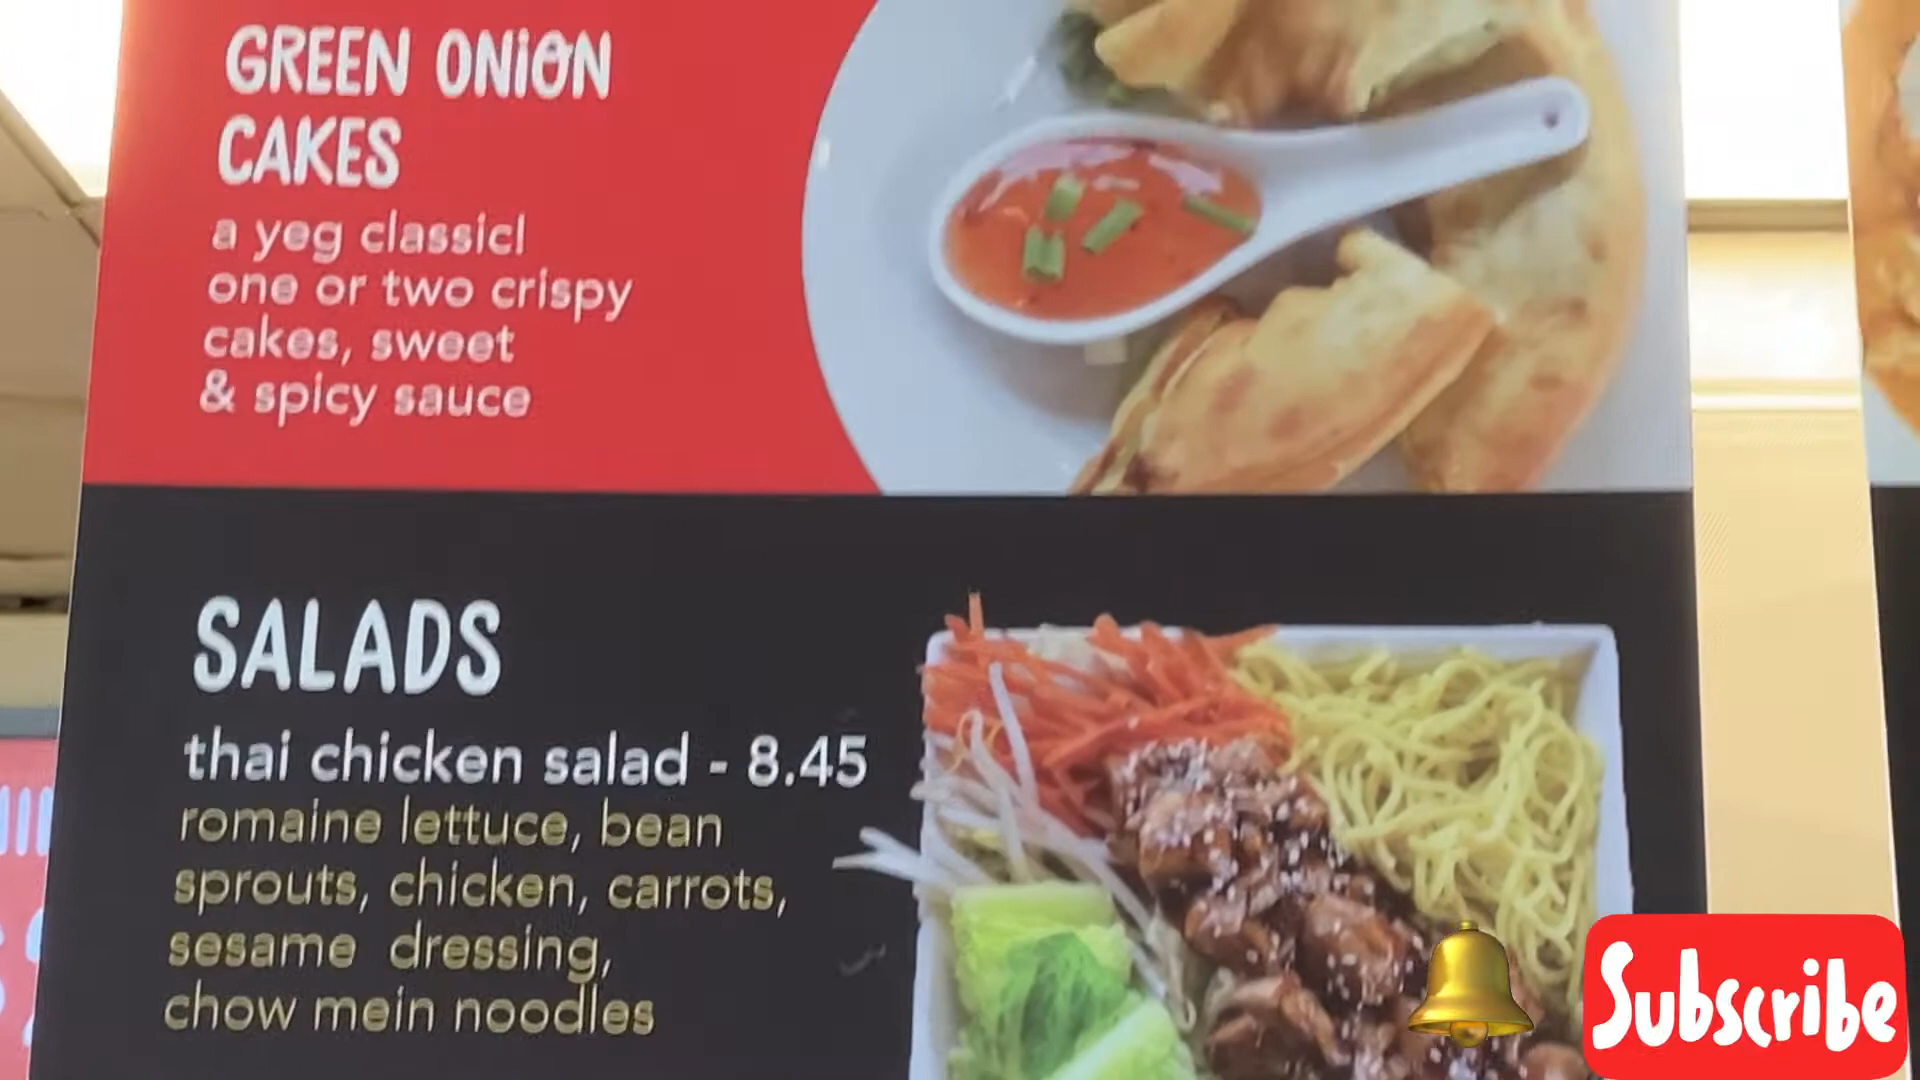 GREEN ONION
CAKES
a yeg classic!
one or two crispy
cakes, sweet
& spicy sauce
SALADS
thai chicken salad - 8.45
romaine lettuce, bean
sprouts, chicken, carrots,
sesame dressing,
chow mein noodles
Subscribe